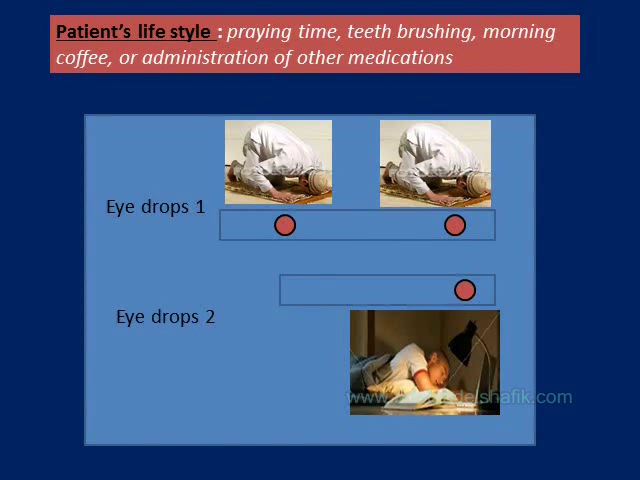 Patient's life style : praying time, teeth brushing, morning
coffee, or administration of other medications
Eye drops 1
Eye drops 2